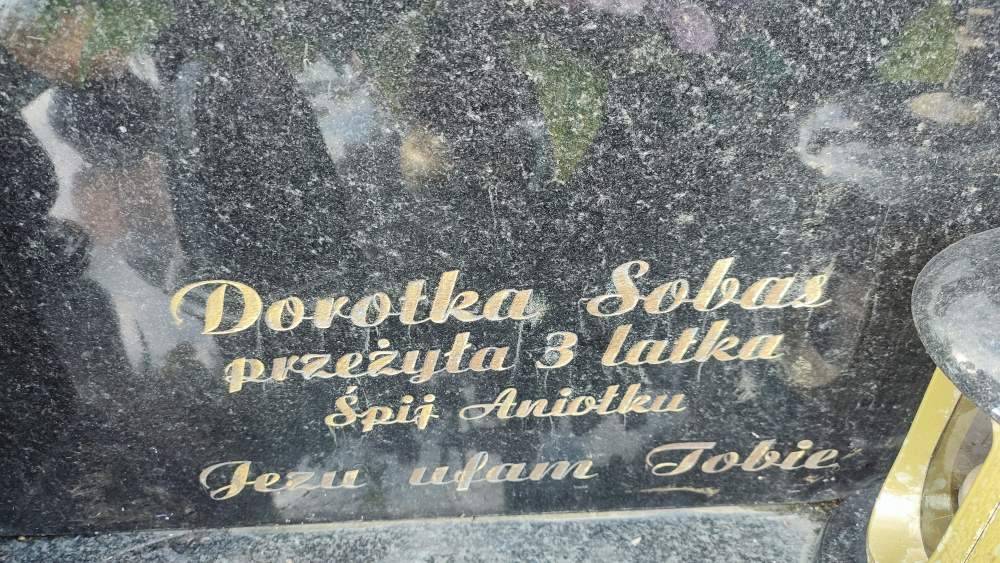 Dorotka Sobas
przeżyła 3 latka
Śpij Aniołku
Jezu ufam Tobie